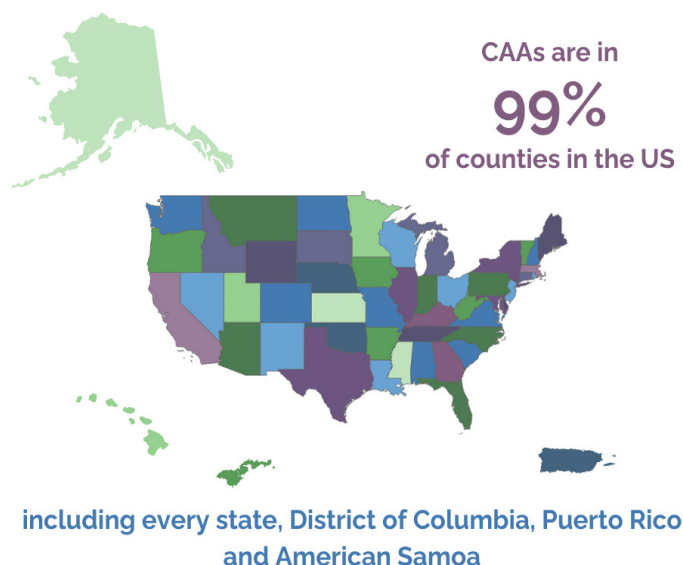 CAAs are in
99%
of counties in the US
including every state, District of Columbia, Puerto Rico
and American Samoa